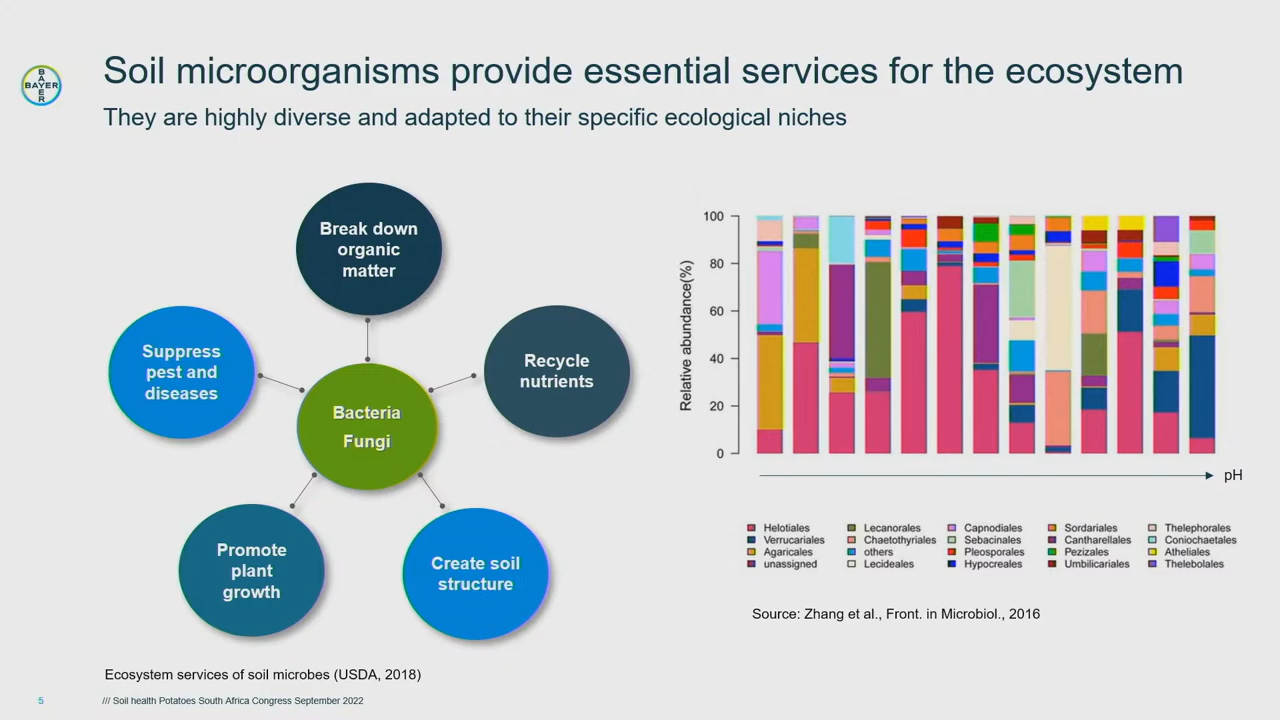 Soil microorganisms provide essential services for the ecosystem
BAYER
BAYER
They are highly diverse and adapted to their specific ecological niches
Break down
organic
matter
Suppress
pest and
diseases
Recycle
nutrients
Bacteria
Fungi
Promote
plant
growth
Create soil
structure
Ecosystem services of soil microbes (USDA, 2018)
Relative abundance(%)
100
80
60
40
20
0
pH
Helotiales
Verrucariales
Agaricales
unassigned
Lecanorales
Chaetothyriales
others
Lecideales
Capnodiales
Sebacinales
Pleosporales
Hypocreales
Sordariales
Cantharellales
Pezizales
Umbilicariales
Thelephorales
Coniochaetales
Atheliales
Thelebolales
Source: Zhang et al., Front. in Microbiol., 2016
5
/// Soil health Potatoes South Africa Congress September 2022